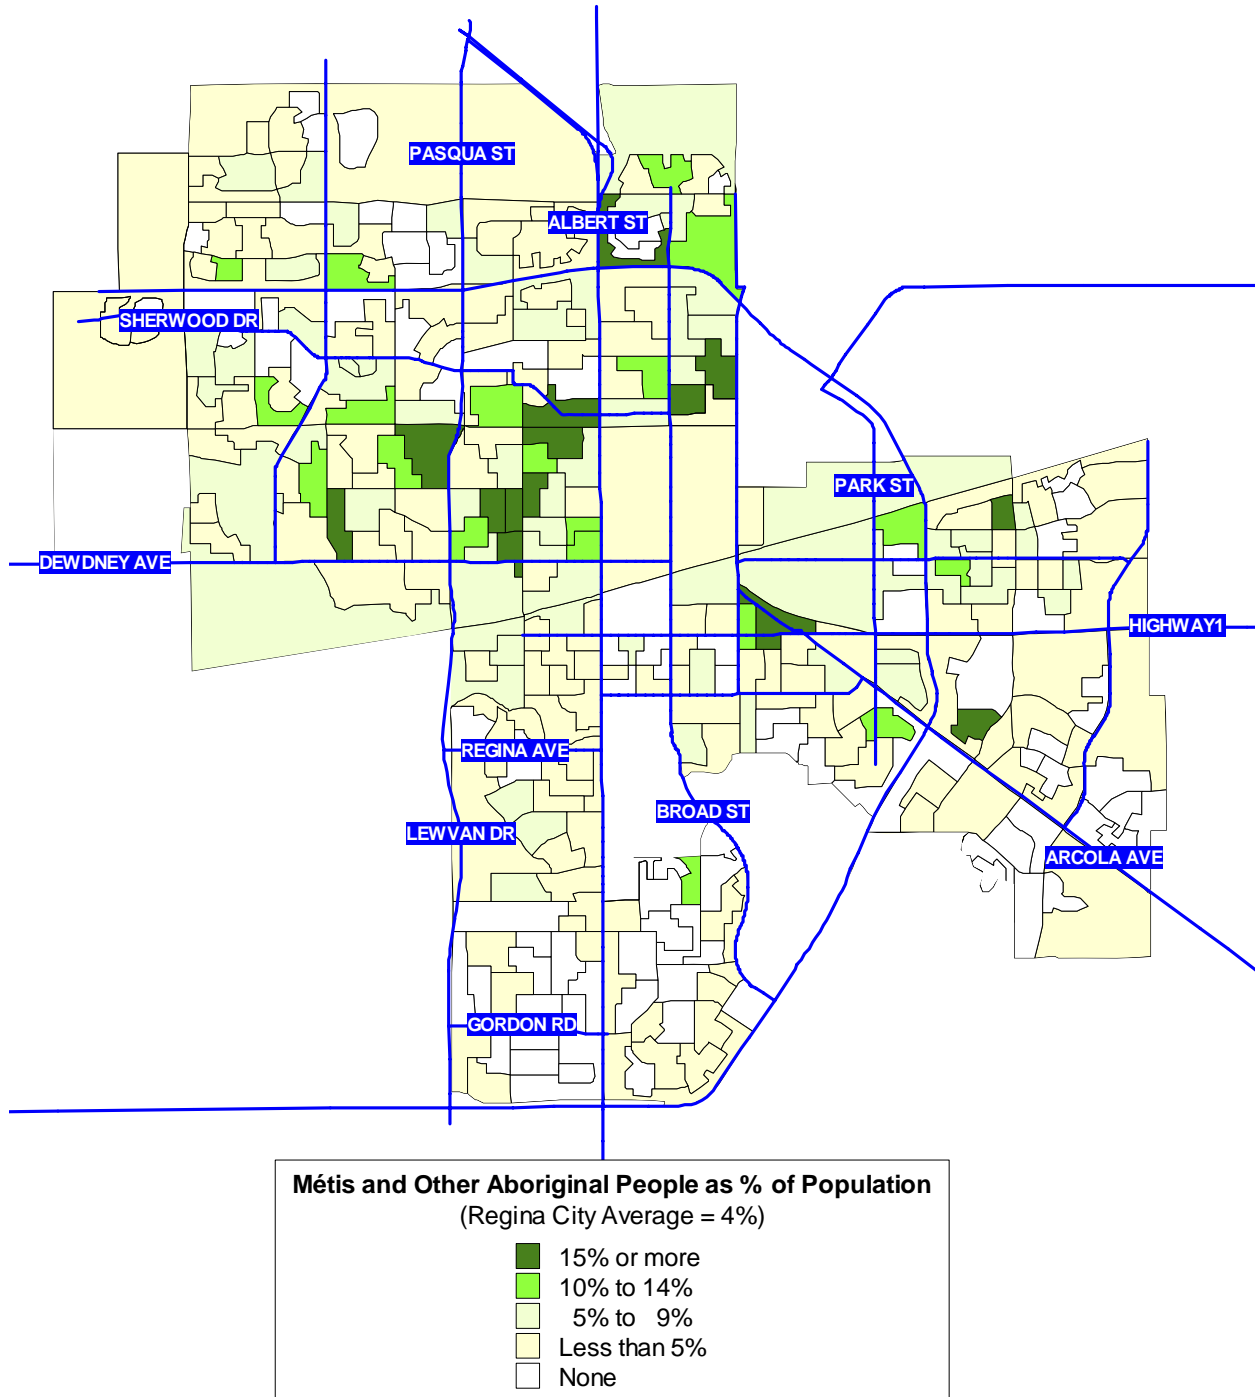 PASQUA ST
ALBERT ST
SHERWOOD DR
PARK ST
DEWDNEY AVE
HIGHWAY1
REGINA AVE
BROAD ST
LEWVAN DR
ARCOLA AVE
GORDON RD
Métis and Other Aboriginal People as % of Population
(Regina City Average = 4%)
15% or more
10% to 14%
5% to 9%
Less than 5%
None